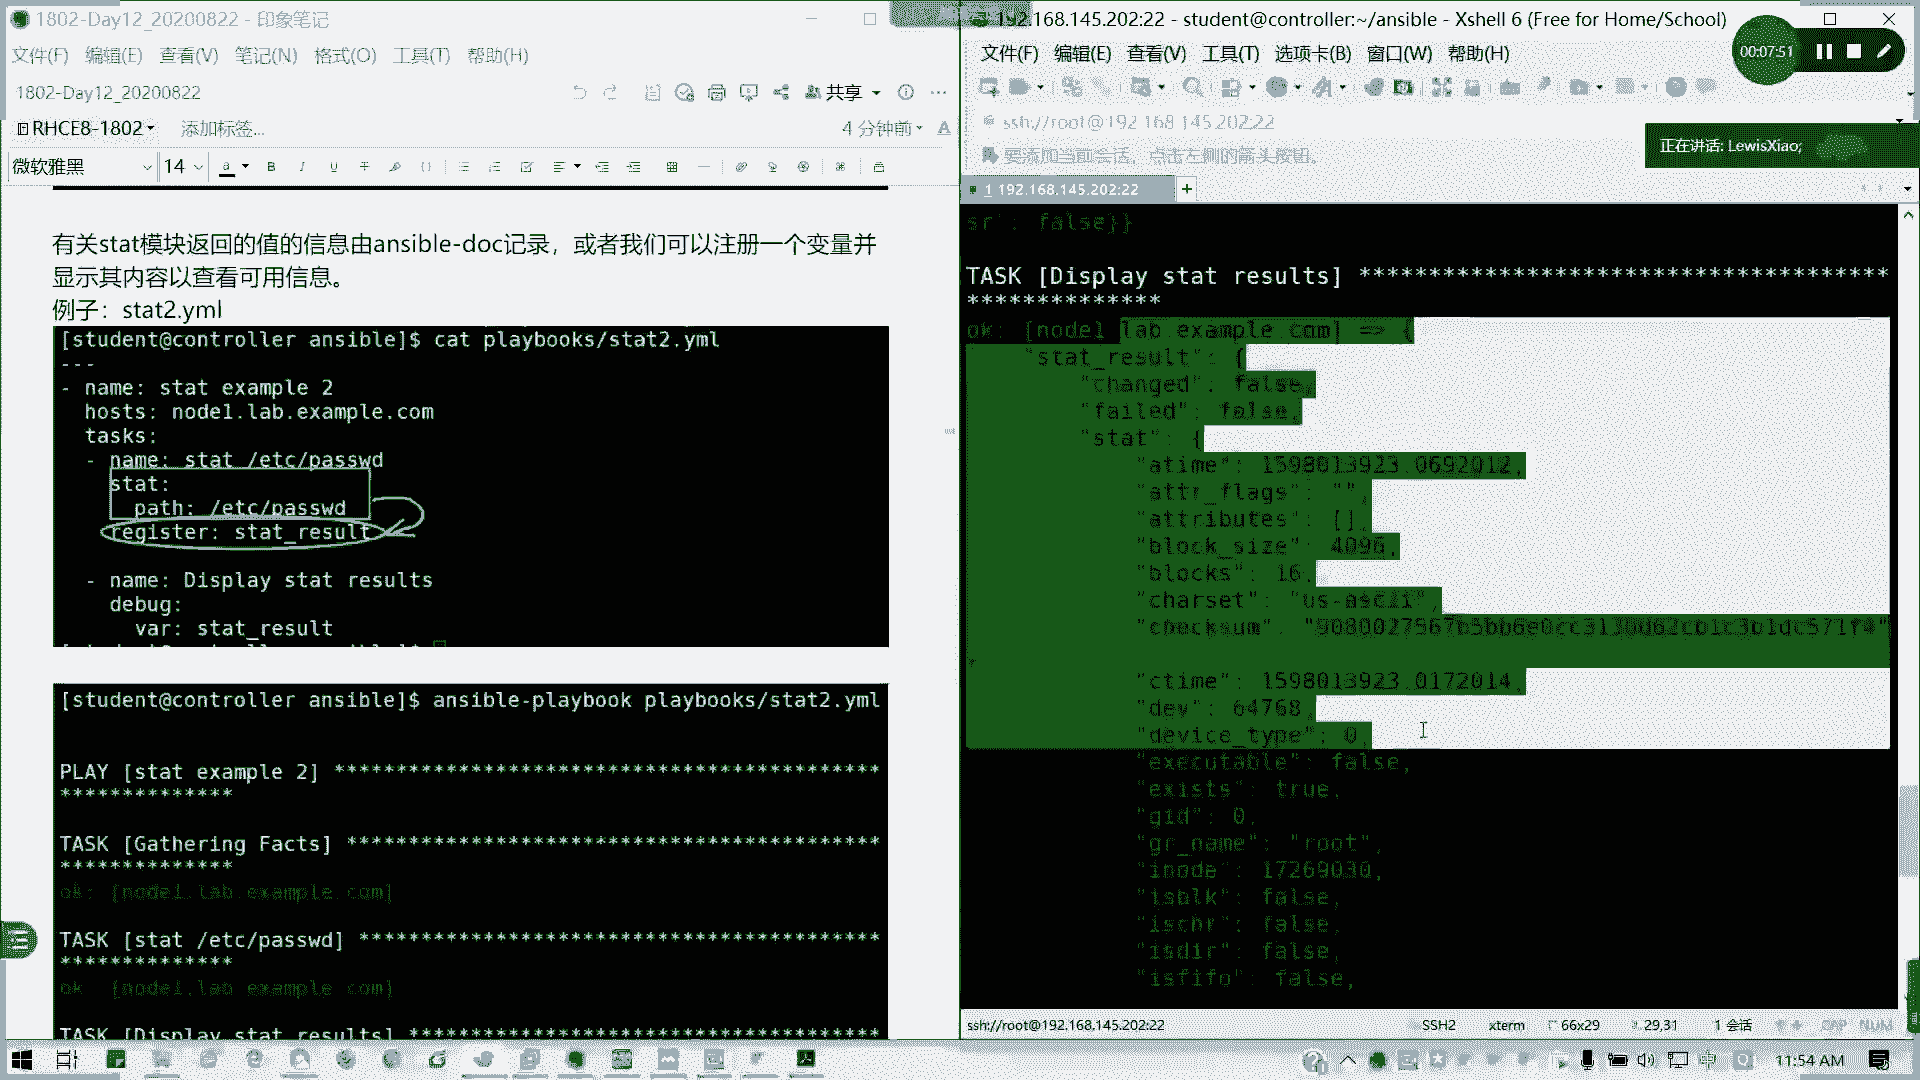 1802-Day12_20200822 - 印象笔记
文件(F) 编辑(E) 查看(V) 笔记(N) 格式(O) 工具(T) 帮助(H)
1802-Day12_20200822
共享
RHCE8-1802
添加标签...
4 分钟前
微软雅黑
14
有关stat模块返回的值的信息由ansible-doc记录，或者我们可以注册一个变量并
显示其内容以查看可用信息。
例子：stat2.yml
[student@controller ansible]$ cat playbooks/stat2.yml
---
- name: stat example 2
hosts: node1.lab.example.com
tasks:
- name: stat /etc/passwd
stat:
path: /etc/passwd
register: stat_result
- name: Display stat results
debug:
var: stat_result
[student@controller ansible]$ ansible-playbook playbooks/stat2.yml
PLAY [stat example 2] ********************************************
**************
TASK [Gathering Facts] *******************************************
**************
ok: [node1.lab.example.com]
TASK [stat /etc/passwd] ******************************************
**************
ok: [node1.lab.example.com]
TASK [Display stat results] **************************************
192.168.145.202:22 - student@controller:~/ansible - Xshell 6 (Free for Home/School)
文件(F) 编辑(E) 查看(V) 工具(T) 选项卡(B) 窗口(W) 帮助(H)
00:07:51
ssh://root@192.168.145.202:22
要添加当前会话，点击左侧的箭头按钮。
正在讲话: LewisXiao;
1 192.168.145.202:22
+
sr': false}}
TASK [Display stat results] **************************************
**************
ok: [node1.lab.example.com] => {
"stat_result": {
"changed": false,
"failed": false,
"stat": {
"atime": 1598013923.0692012,
"attr_flags": "",
"attributes": [],
"block_size": 4096,
"blocks": 16,
"charset": "us-ascii",
"checksum":
,
"ctime": 1598013923.0172014,
"dev": 64768,
"device_type": 0,
"executable": false,
"exists": true,
"gid": 0,
"gr_name": "root",
"inode": 17269030,
"isblk": false,
"ischr": false,
"isdir": false,
"isfifo": false,
ssh://root@192.168.145.202:22
SSH2
xterm
66x29
29,31
1 会话
CAP
NUM
中
11:54 AM